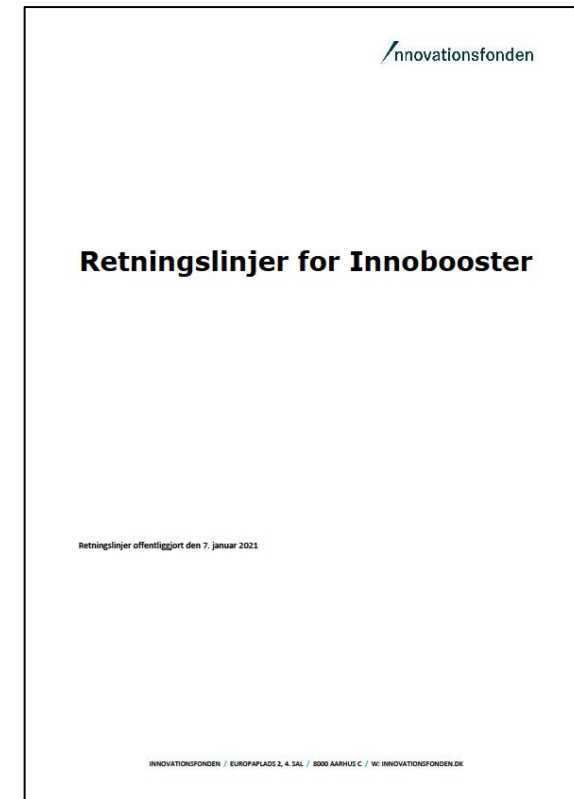 Innovationsfonden
Retningslinjer for Innobooster
Retningslinjer offentliggjort den 7. januar 2021
INNOVATIONSFONDEN / EUROPAPLADS 2, 4. SAL / 8000 AARHUS C / W: INNOVATIONSFONDEN.DK